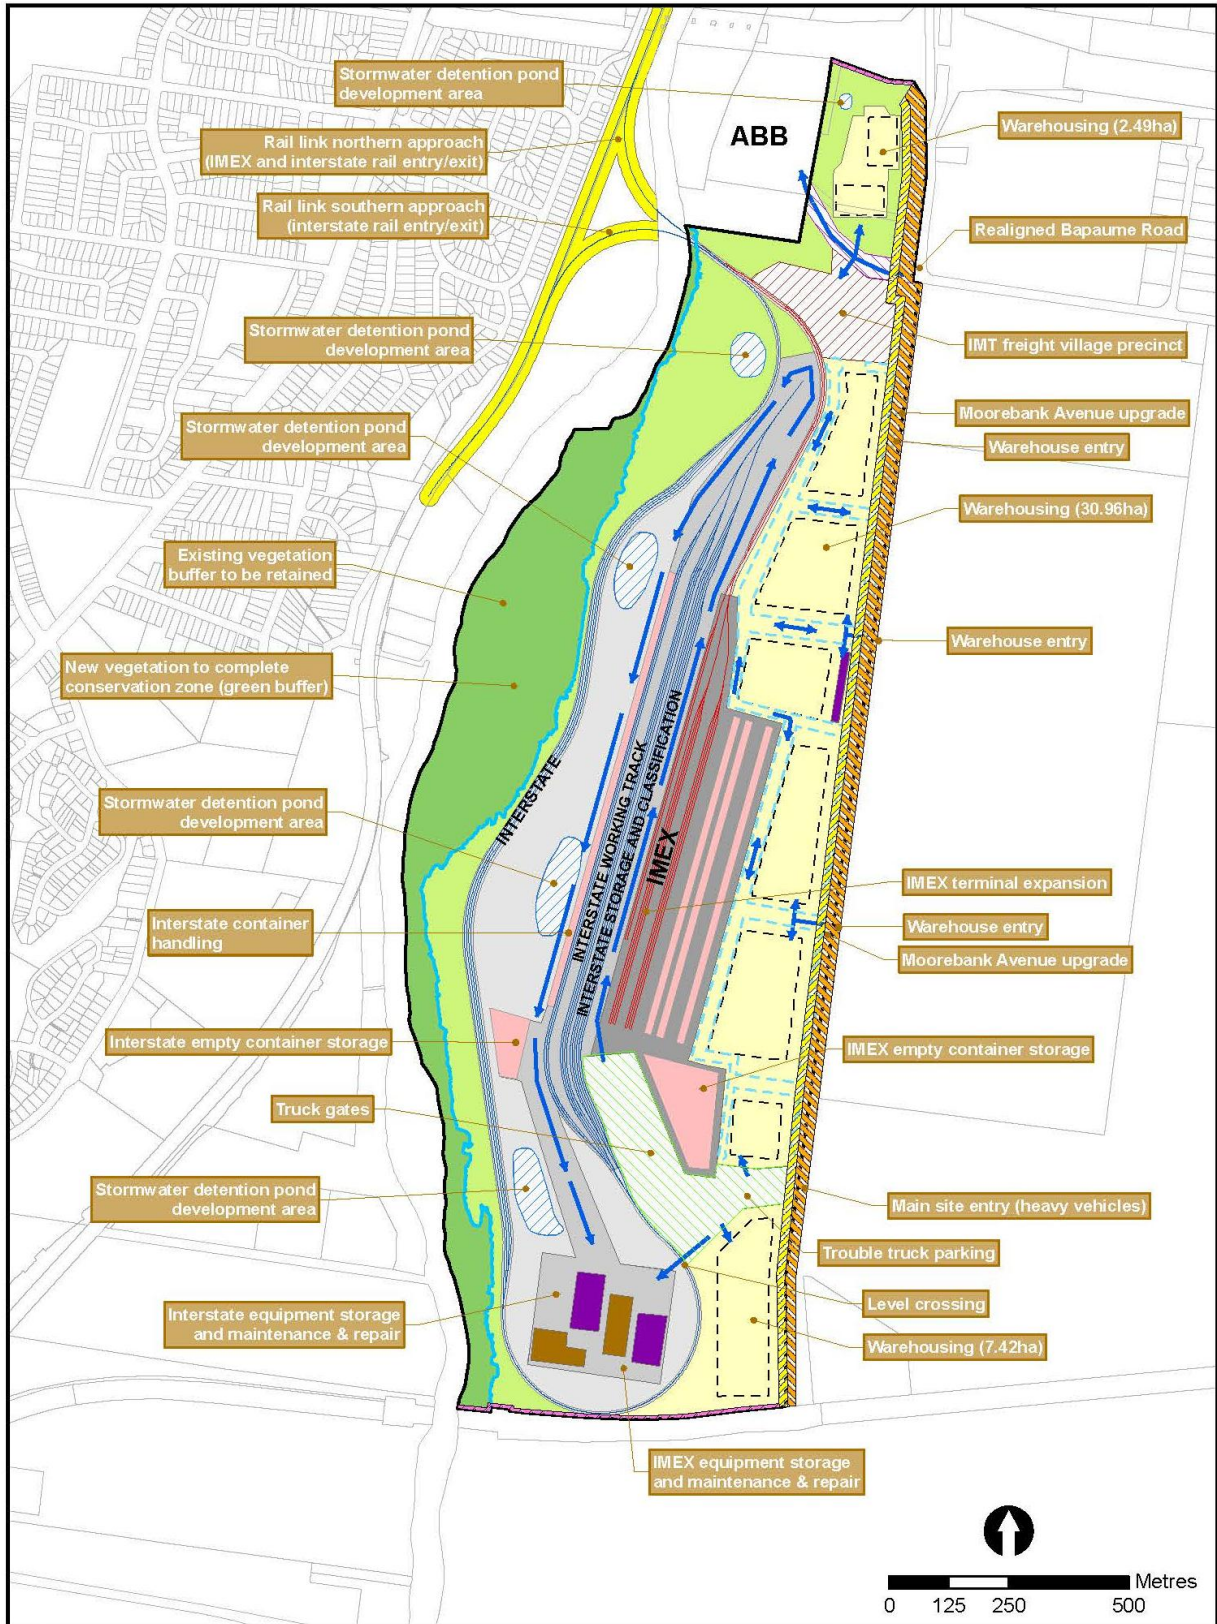 Stormwater detention pond
development area
ABB
Warehousing (2.49ha)
Rail link northern approach
(IMEX and interstate rail entry/exit)
Rail link southern approach
(interstate rail entry/exit)
Realigned Bapaume Road
Stormwater detention pond
development area
IMT freight village precinct
Stormwater detention pond
development area
Moorebank Avenue upgrade
Warehouse entry
Warehousing (30.96ha)
Existing vegetation
buffer to be retained
Warehouse entry
New vegetation to complete
conservation zone (green buffer)
INTERSTATE
INTERSTATE WORKING TRACK
INTERSTATE STORAGE AND CLASSIFICATION
IMEX
Stormwater detention pond
development area
IMEX terminal expansion
Interstate container
handling
Warehouse entry
Moorebank Avenue upgrade
Interstate empty container storage
IMEX empty container storage
Truck gates
Stormwater detention pond
development area
Main site entry (heavy vehicles)
Trouble truck parking
Interstate equipment storage
and maintenance & repair
Level crossing
Warehousing (7.42ha)
IMEX equipment storage
and maintenance & repair
Metres
0 125 250 500